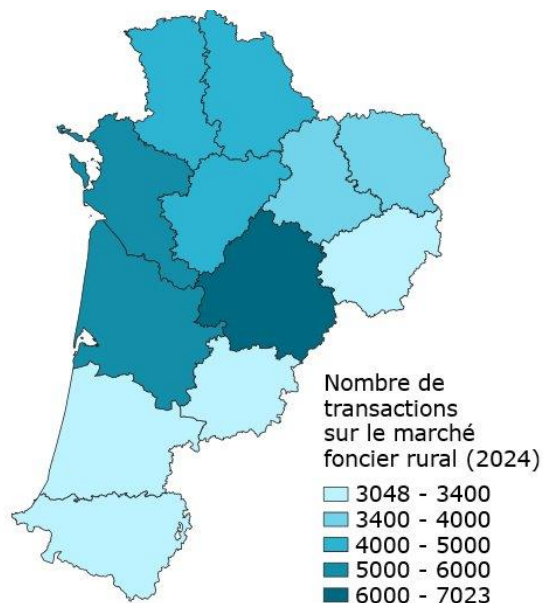 Nombre de
transactions
sur le marché
foncier rural (2024)
3048 - 3400
3400 - 4000
4000 - 5000
5000 - 6000
6000 - 7023